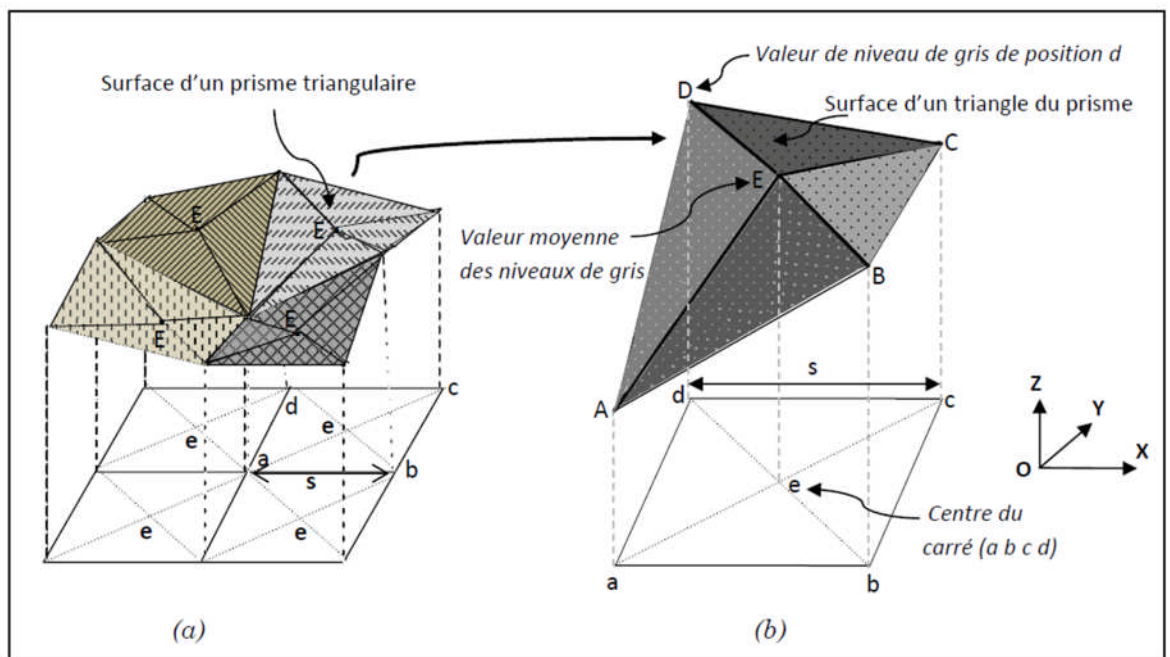 Surface d'un prisme triangulaire
E
E
E
E
d
c
e
e
a
s
b
e
e
(a)
Valeur de niveau de gris de position d
D
Surface d'un triangle du prisme
C
E
Valeur moyenne
des niveaux de gris
B
A
d
s
c
e
Centre du
carré (a b c d)
a
b
Z
Y
O
X
(b)